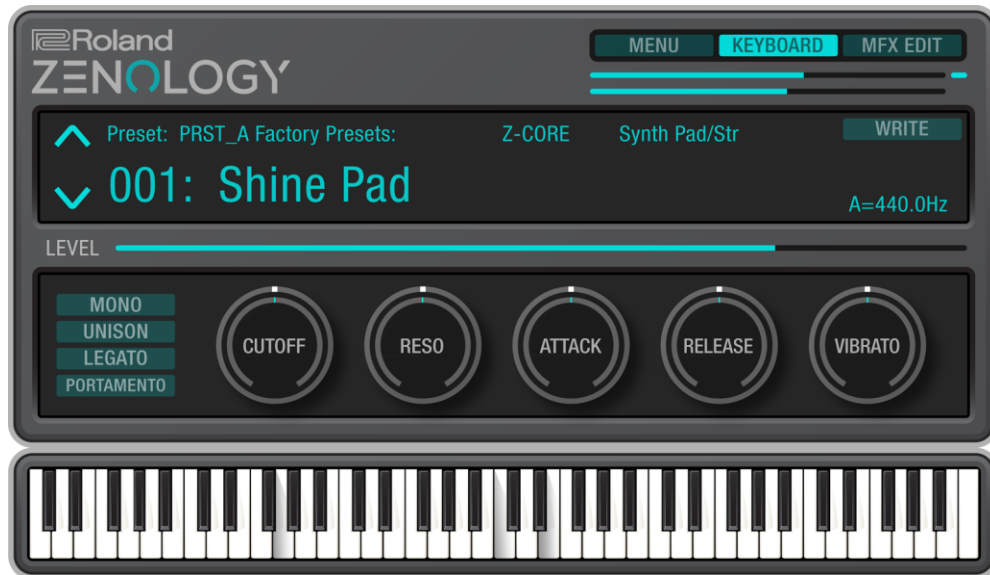 Roland
ZENOLOGY
MENU KEYBOARD MFX EDIT
Preset: PRST_A Factory Presets: Z-CORE Synth Pad/Str WRITE
001: Shine Pad
A=440.0Hz
LEVEL
MONO
UNISON
LEGATO
PORTAMENTO
CUTOFF RESO ATTACK RELEASE VIBRATO